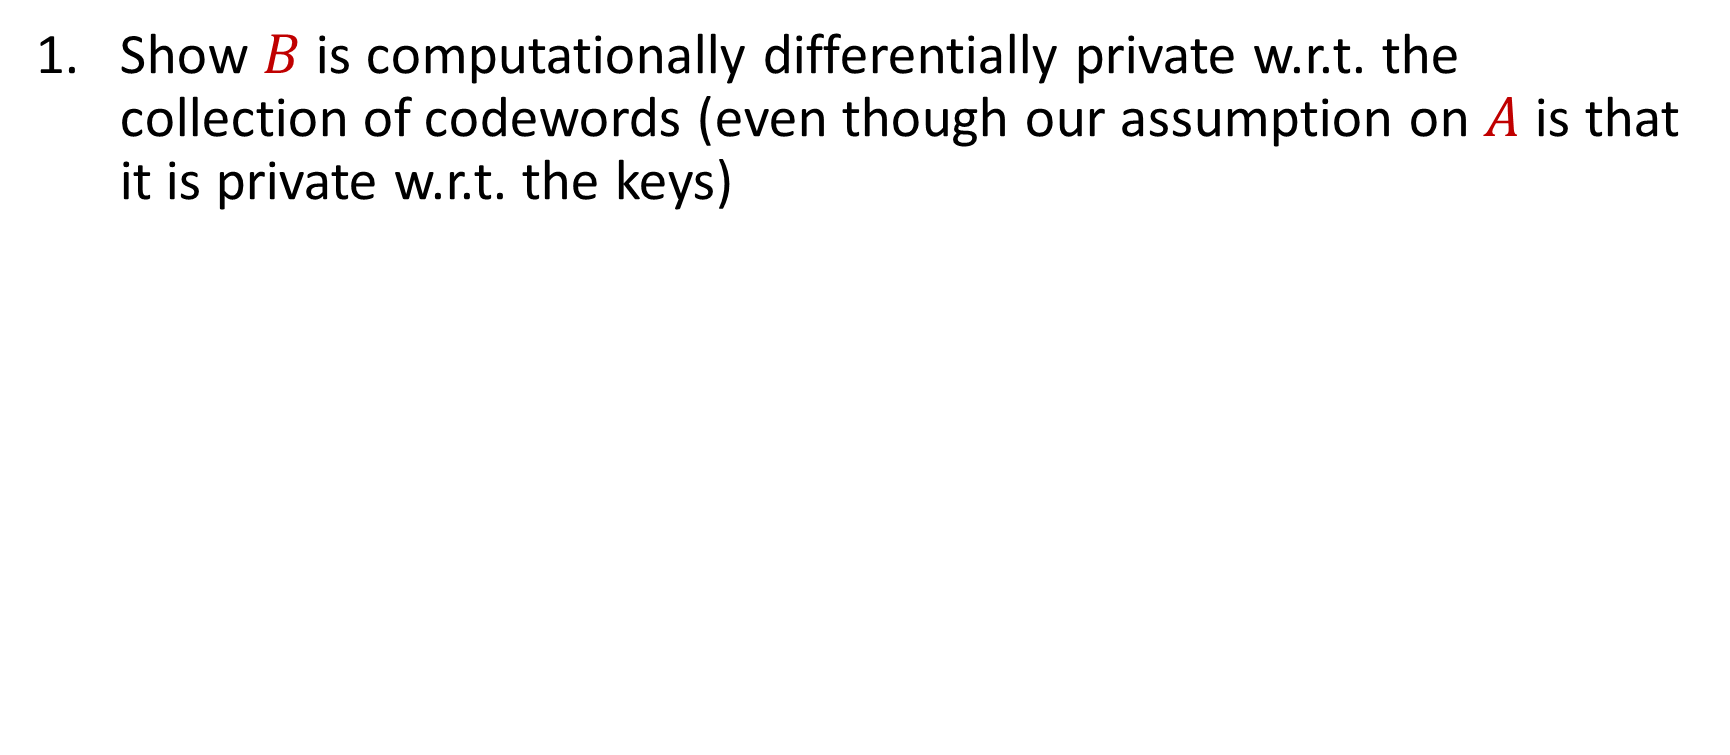 1. Show B is computationally differentially private w.r.t. the
collection of codewords (even though our assumption on A is that
it is private w.r.t. the keys)